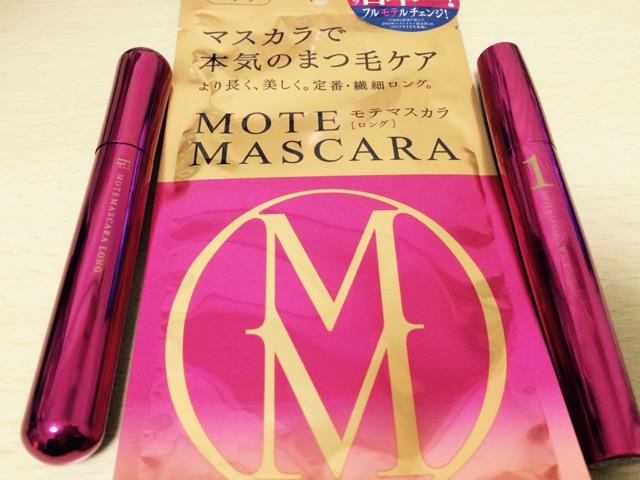 フルモテルチェンジ!
マスカラで
本気のまつ毛ケア
より長く、美しく。定番・繊細ロング。
MOTE モテマスカラ
[ロング]
MASCARA
MOTEMASCARA LONG
1
M
M